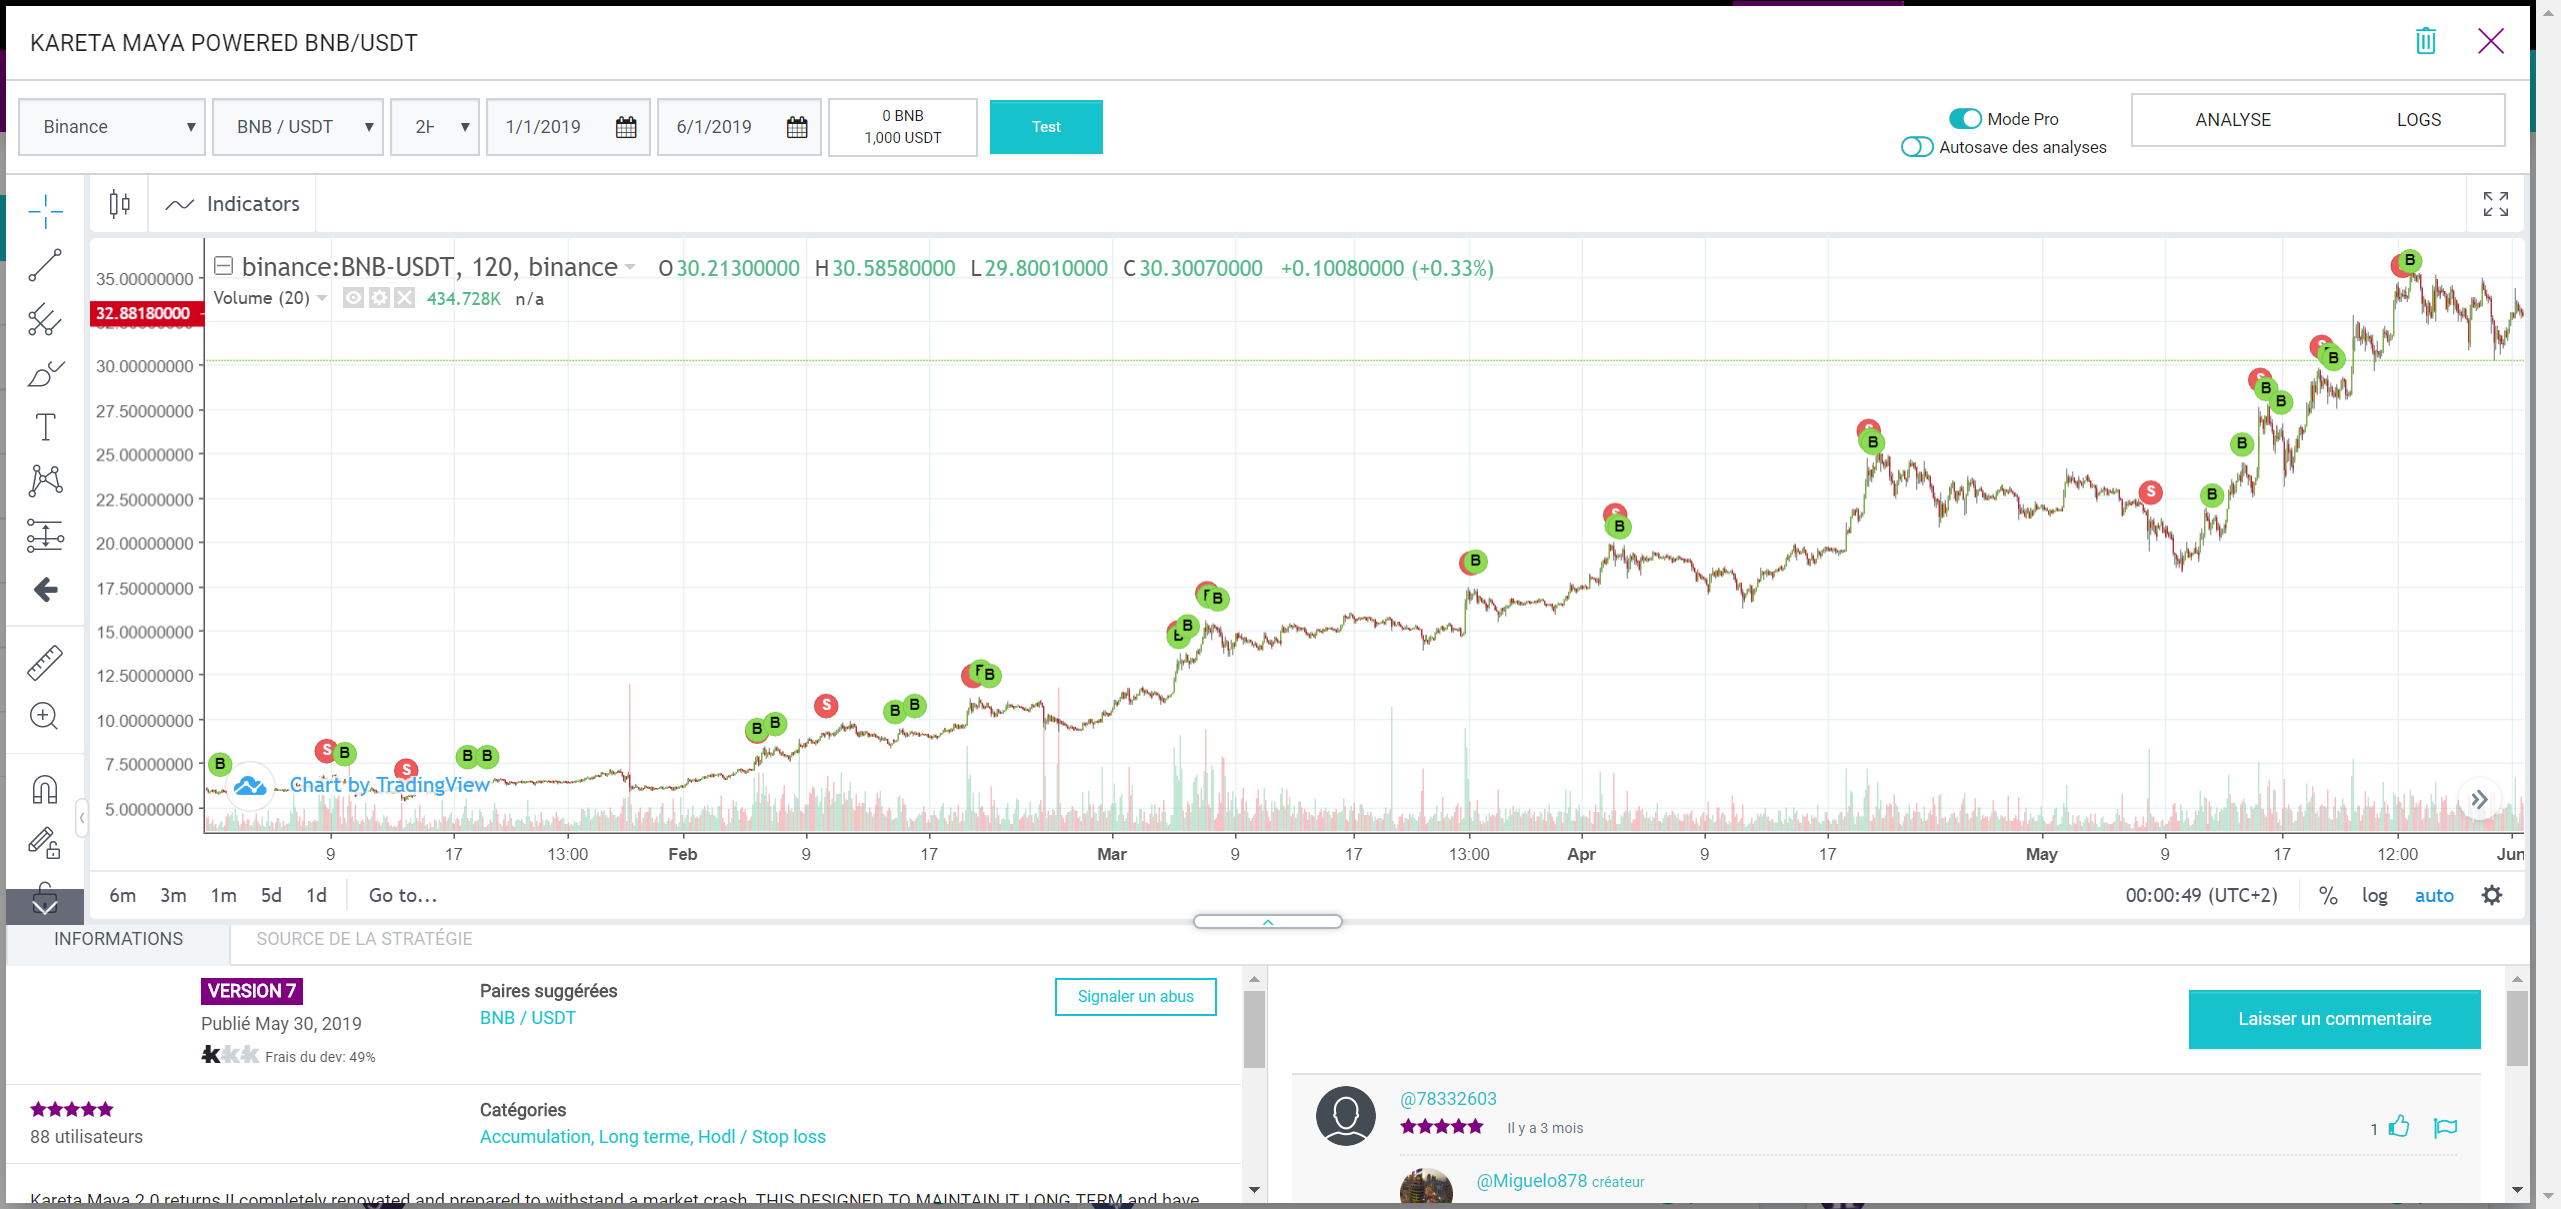 KARETA MAYA POWERED BNB/USDT
Binance
BNB / USDT
1/1/2019
6/1/2019
0 BNB
1,000 USDT
Test
Mode Pro
Autosave des analyses
ANALYSE
LOGS
Indicators
binance:BNB-USDT, 120, binance
O30.21300000 H30.58580000 L29.80010000 C30.30070000 +0.10080000 (+0.33%)
Volume (20)
434.728K n/a
35.00000000
32.88180000
30.00000000
27.50000000
25.00000000
22.50000000
20.00000000
17.50000000
15.00000000
12.50000000
10.00000000
7.50000000
5.00000000
B
S
B
S
B
B
B
B
S
B
B
B
B
B
B
B
B
B
S
B
B
B
B
B
B
B
Chart by TradingView
9 17 13:00 Feb 9 17 Mar 9 17 13:00 Apr 9 17 May 9 17 12:00 Jun
6m 3m 1m 5d 1d Go to...
00:00:49 (UTC+2) % log auto
INFORMATIONS
SOURCE DE LA STRATÉGIE
VERSION 7
Publié May 30, 2019
Frais du dev: 49%
Paires suggérées
BNB / USDT
Signaler un abus
88 utilisateurs
Catégories
Accumulation, Long terme, Hodl / Stop loss
Kareta Maya 2.0 returns !! completely renovated and prepared to withstand a market crash. THIS DESIGNED TO MAINTAIN IT LONG TERM and have
Laisser un commentaire
@78332603
Il y a 3 mois
1
@Miguelo878 créateur